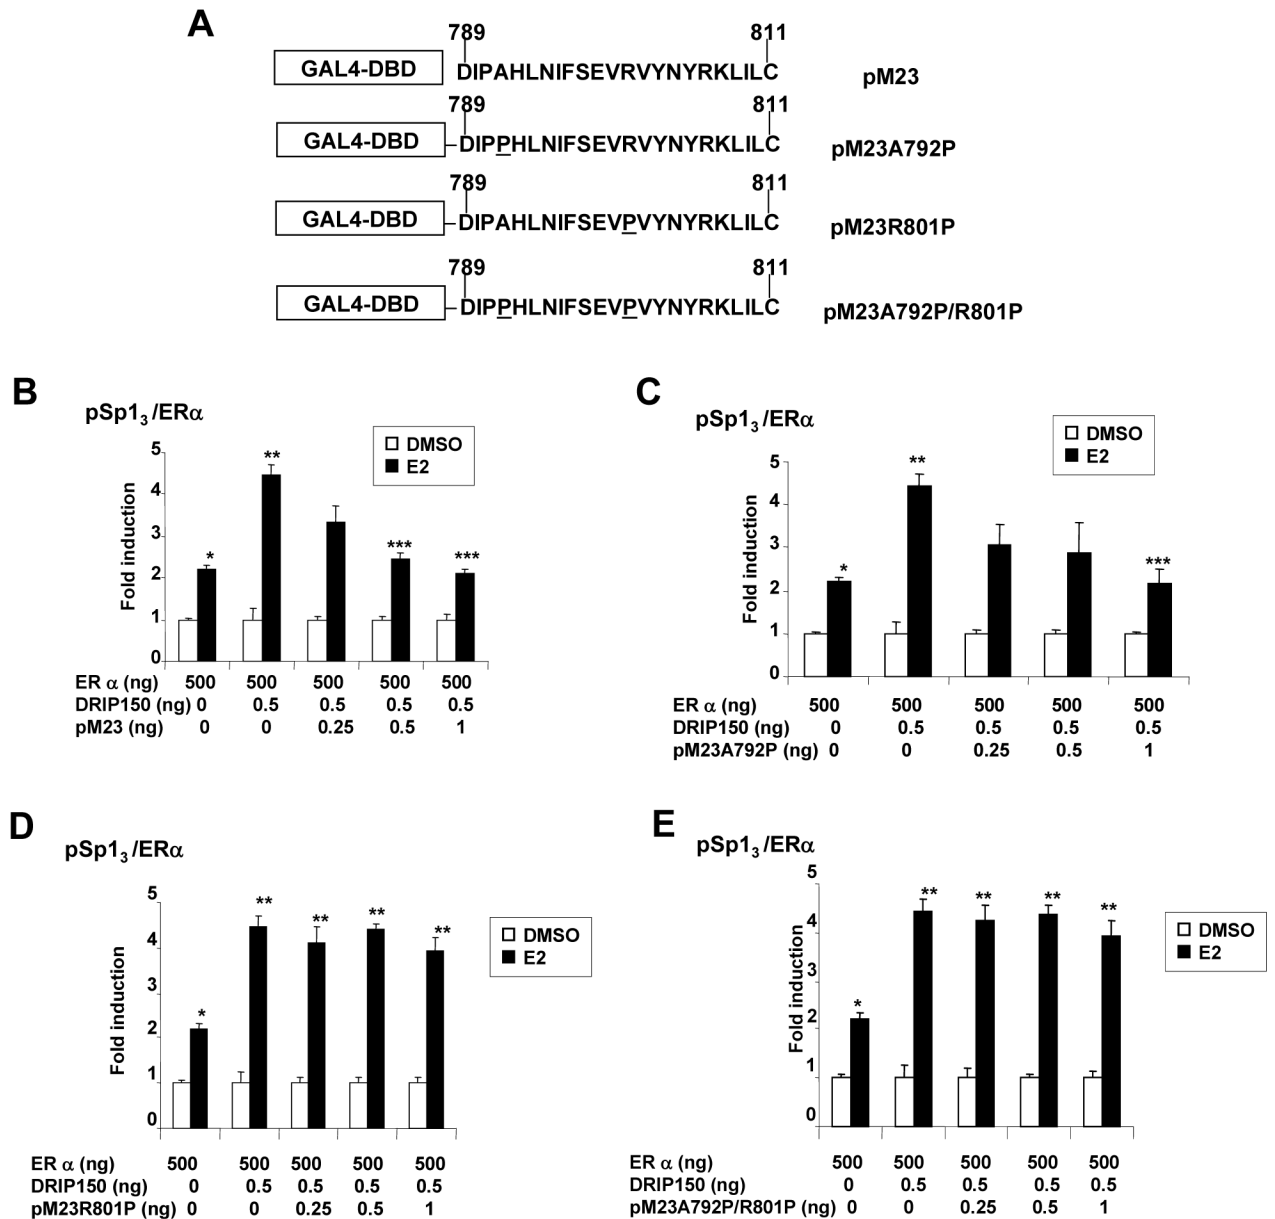 A
789 811
GAL4-DBD DIPAHLNIFSEVRVYNYRKLILC pM23
789 811
GAL4-DBD DIPPHLNIFSEVRVYNYRKLILC pM23A792P
789 811
GAL4-DBD DIPAHLNIFSEVPVYNYRKLILC pM23R801P
789 811
GAL4-DBD DIPPHLNIFSEVPVYNYRKLILC pM23A792P/R801P
B
pSp1₃/ERα
DMSO
E2
Fold induction
5
4
3
2
1
0
* ** *** ***
ER α (ng) 500 500 500 500 500
DRIP150 (ng) 0 0.5 0.5 0.5 0.5
pM23 (ng) 0 0 0.25 0.5 1
C
pSp1₃/ERα
DMSO
E2
Fold induction
5
4
3
2
1
0
* ** ***
ER α (ng) 500 500 500 500 500
DRIP150 (ng) 0 0.5 0.5 0.5 0.5
pM23A792P (ng) 0 0 0.25 0.5 1
D
pSp1₃/ERα
DMSO
E2
Fold induction
5
4
3
2
1
0
* ** ** ** **
ER α (ng) 500 500 500 500 500
DRIP150 (ng) 0 0.5 0.5 0.5 0.5
pM23R801P (ng) 0 0 0.25 0.5 1
E
pSp1₃/ERα
DMSO
E2
Fold induction
5
4
3
2
1
0
* ** ** ** **
ER α (ng) 500 500 500 500 500
DRIP150 (ng) 0 0.5 0.5 0.5 0.5
pM23A792P/R801P (ng) 0 0 0.25 0.5 1